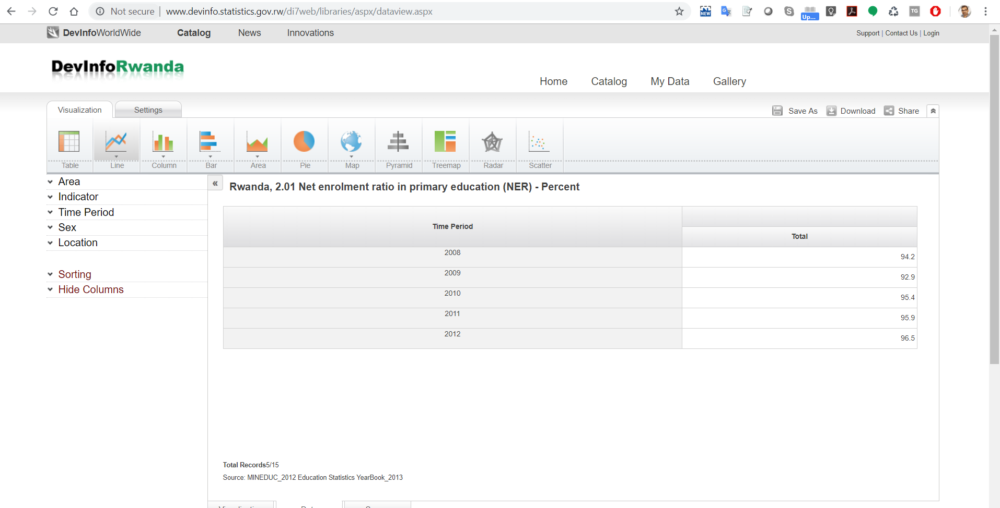 Not secure | www.devinfo.statistics.gov.rw/di7web/libraries/aspx/dataview.aspx
NEW G Up... TG
DevInfoWorldWide Catalog News Innovations Support | Contact Us | Login
DevInfoRwanda
Home Catalog My Data Gallery
Visualization Settings Save As Download Share
Table Line Column Bar Area Pie Map Pyramid Treemap Radar Scatter
Area
Indicator
Time Period
Sex
Location
Sorting
Hide Columns
« Rwanda, 2.01 Net enrolment ratio in primary education (NER) - Percent
Time Period
Total
2008 94.2
2009 92.9
2010 95.4
2011 95.9
2012 96.5
Total Records5/15
Source: MINEDUC_2012 Education Statistics YearBook_2013